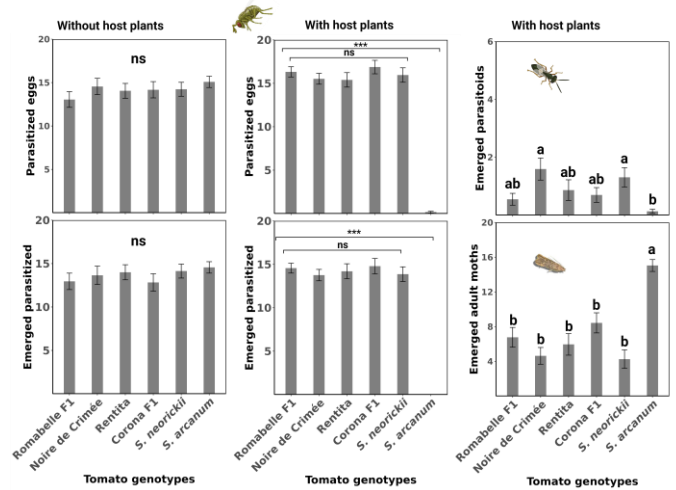 Without host plants
With host plants
With host plants
Parasitized eggs
20
15
10
5
ns
Parasitized eggs
20
15
10
5
***
ns
Emerged parasitoids
6
4
2
ab
a
ab
ab
a
b
Emerged parasitized
20
15
10
5
ns
Emerged parasitized
20
15
10
5
***
ns
Emerged adult moths
20
16
12
8
4
b
b
b
b
b
a
Romabelle F1
Noire de Crimée
Rentita
Corona F1
S. neorickii
S. arcanum
Romabelle F1
Noire de Crimée
Rentita
Corona F1
S. neorickii
S. arcanum
Romabelle F1
Noire de Crimée
Rentita
Corona F1
S. neorickii
S. arcanum
Tomato genotypes
Tomato genotypes
Tomato genotypes